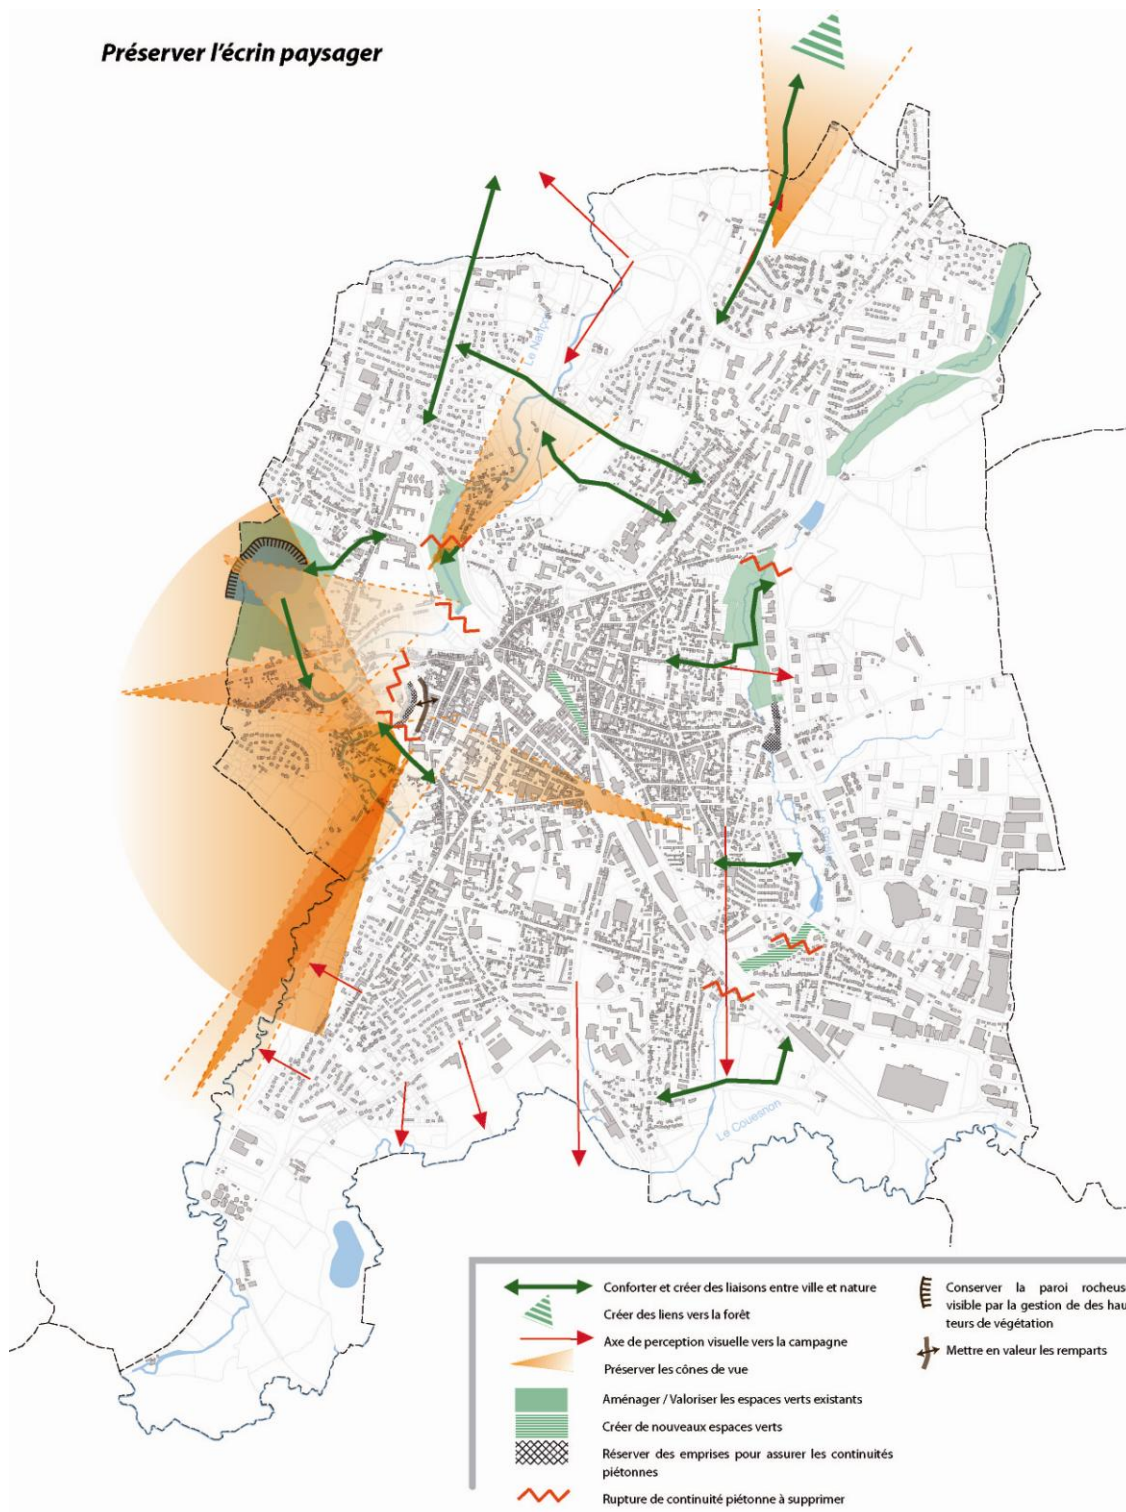 Préserver l'écrin paysager
Le Nançon
Le Couesnon
Conforter et créer des liaisons entre ville et nature
Créer des liens vers la forêt
Axe de perception visuelle vers la campagne
Préserver les cônes de vue
Aménager / Valoriser les espaces verts existants
Créer de nouveaux espaces verts
Réserver des emprises pour assurer les continuités
piétonnes
Rupture de continuité piétonne à supprimer
Conserver la paroi rocheus
visible par la gestion de des hau
teurs de végétation
Mettre en valeur les remparts